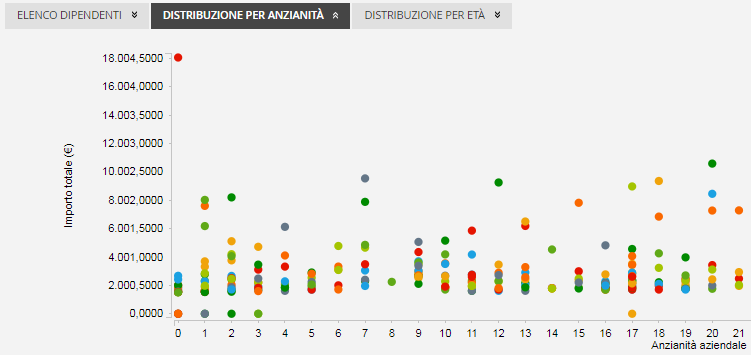 ELENCO DIPENDENTI DISTRIBUZIONE PER ANZIANITÀ DISTRIBUZIONE PER ETÀ
18.004,5000
16.004,0000
14.003,5000
12.003,0000
10.002,5000
8.002,0000
6.001,5000
4.001,0000
2.000,5000
0,0000
Importo totale (€)
0 1 2 3 4 5 6 7 8 9 10 11 12 13 14 15 16 17 18 19 20 21
Anzianità aziendale